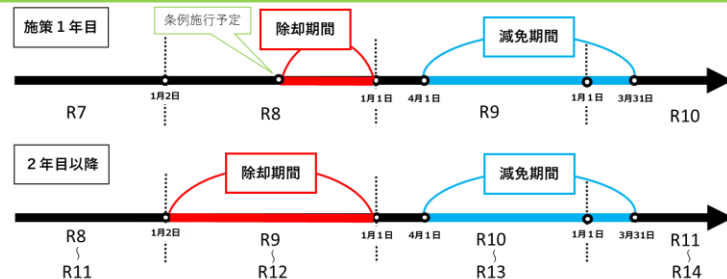 施策１年目
条例施行予定
除却期間
減免期間
1月2日
1月１日
4月1日
1月１日
3月31日
R7
R8
R9
R10
２年目以降
除却期間
減免期間
1月2日
1月１日
4月1日
1月１日
3月31日
R8
～
R11
R9
～
R12
R10
～
R13
R11
～
R14